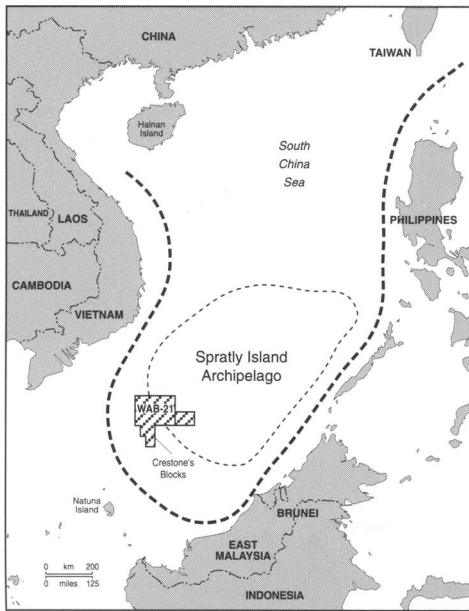 CHINA
TAIWAN
Hainan
Island
South
China
Sea
THAILAND
LAOS
PHILIPPINES
CAMBODIA
VIETNAM
Spratly Island
Archipelago
WAB-21
Crestone's
Blocks
Natuna
Island
BRUNEI
EAST
MALAYSIA
0 km 200
0 miles 125
INDONESIA